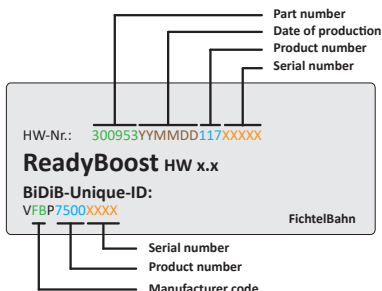 Part number
Date of production
Product number
Serial number
HW-Nr.: 300953YYMMDD117XXXXX
ReadyBoost HW x.x
BiDiB-Unique-ID:
VFBP7500XXXX
FichtelBahn
Serial number
Product number
Manufacturer code